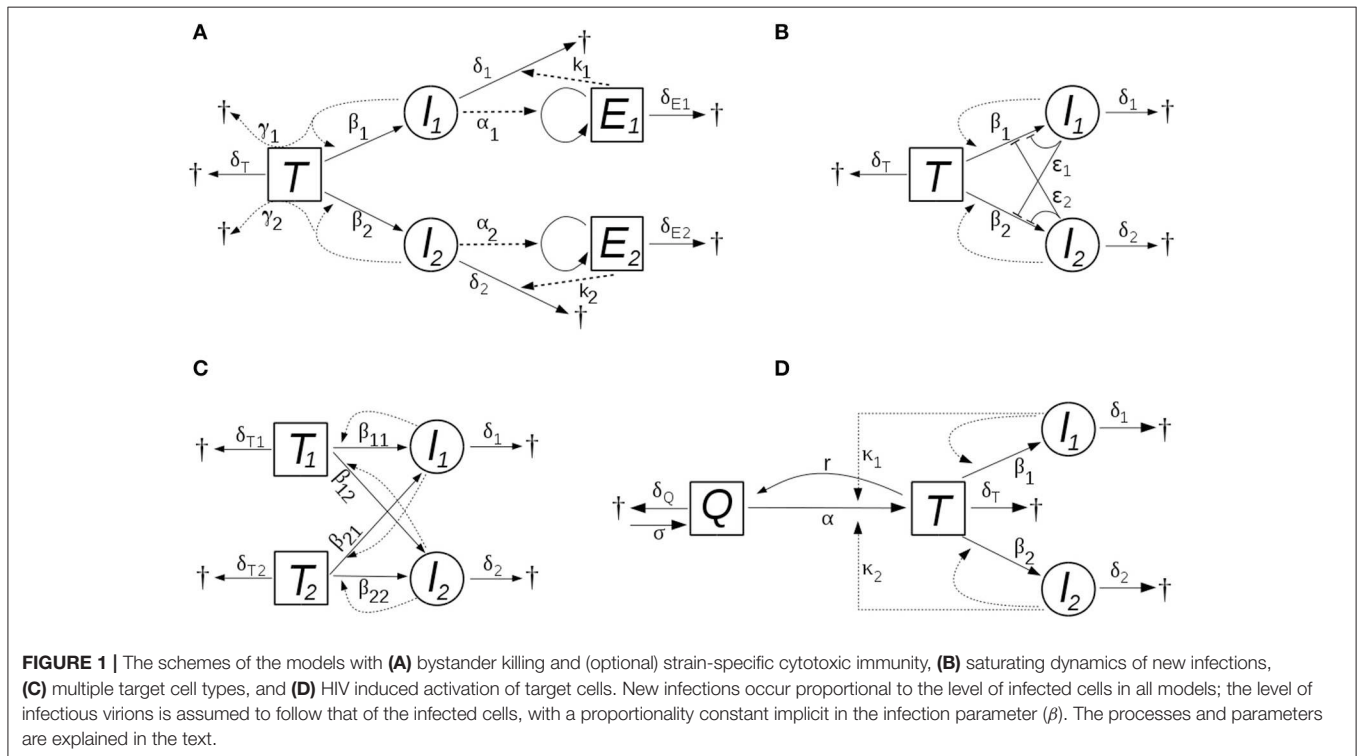 A
B
†
δ1
k1
I1
α1
E1
δE1
†
†
γ1
β1
δT
†
T
†
γ2
β2
α2
I2
E2
δE2
†
δ2
k2
†
I1
δ1
†
β1
δT
†
T
ε1
ε2
β2
I2
δ2
†
C
D
†
δT1
T1
β11
I1
δ1
†
β12
β21
†
δT2
T2
β22
I2
δ2
†
I1
δ1
†
κ1
β1
r
†
δQ
Q
σ
α
T
δT
†
β2
κ2
I2
δ2
†
FIGURE 1 | The schemes of the models with (A) bystander killing and (optional) strain-specific cytotoxic immunity, (B) saturating dynamics of new infections,
(C) multiple target cell types, and (D) HIV induced activation of target cells. New infections occur proportional to the level of infected cells in all models; the level of
infectious virions is assumed to follow that of the infected cells, with a proportionality constant implicit in the infection parameter (β). The processes and parameters
are explained in the text.